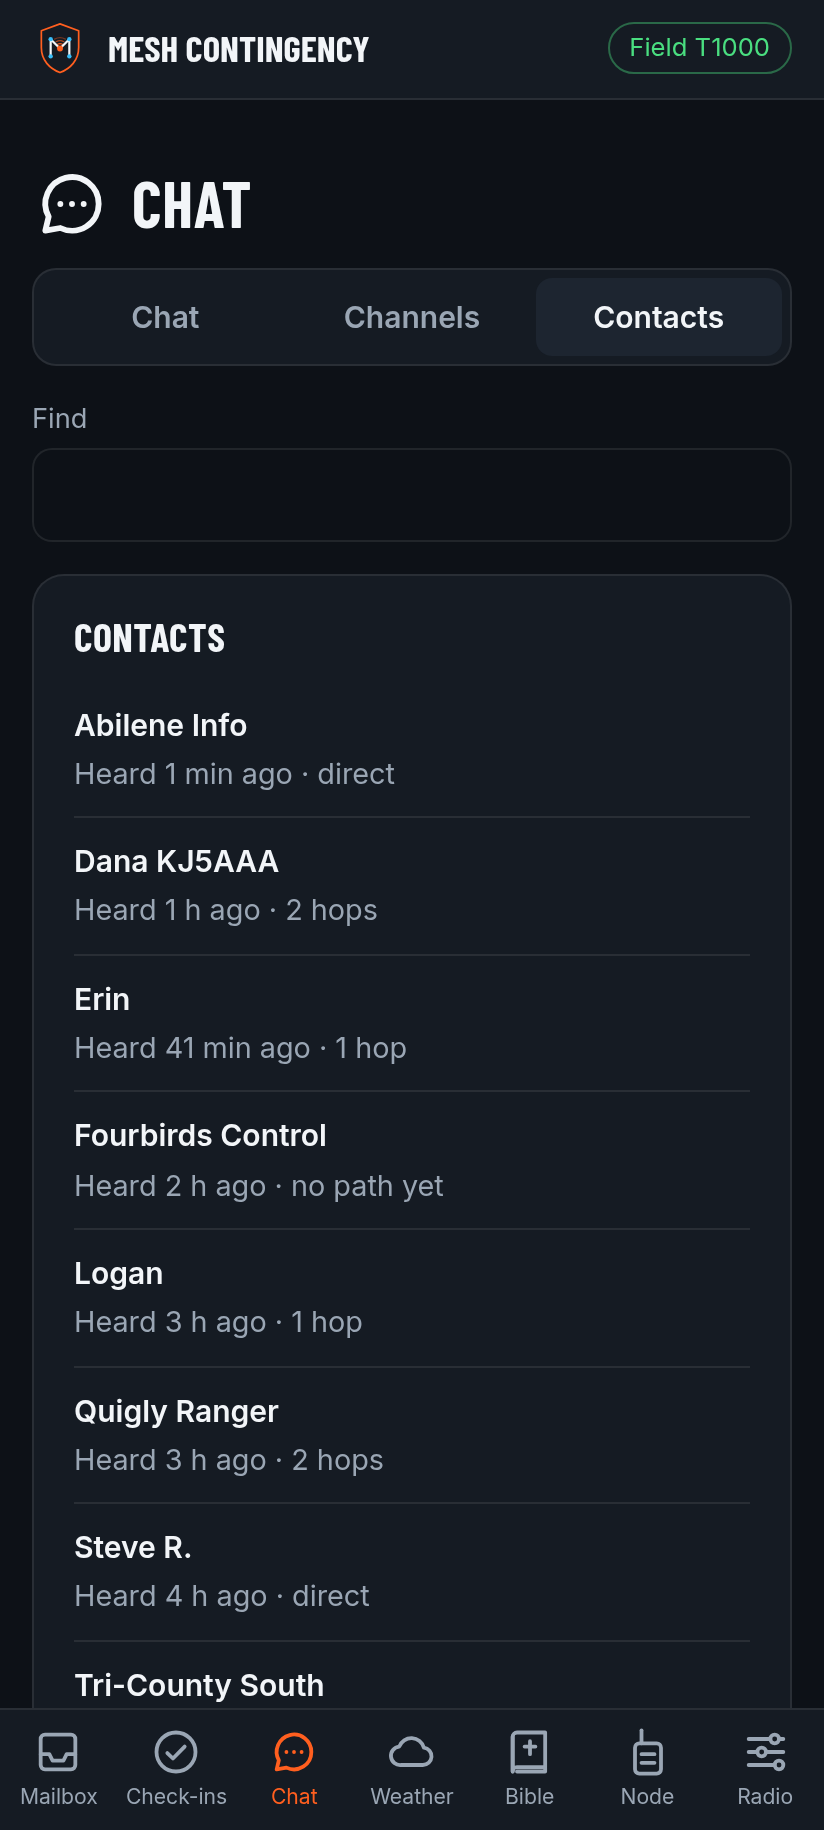 MESH CONTINGENCY
Field T1000
CHAT
Chat
Channels
Contacts
Find
CONTACTS
Abilene Info
Heard 1 min ago · direct
Dana KJ5AAA
Heard 1 h ago · 2 hops
Erin
Heard 41 min ago · 1 hop
Fourbirds Control
Heard 2 h ago · no path yet
Logan
Heard 3 h ago · 1 hop
Quigly Ranger
Heard 3 h ago · 2 hops
Steve R.
Heard 4 h ago · direct
Tri-County South
Mailbox
Check-ins
Chat
Weather
Bible
Node
Radio